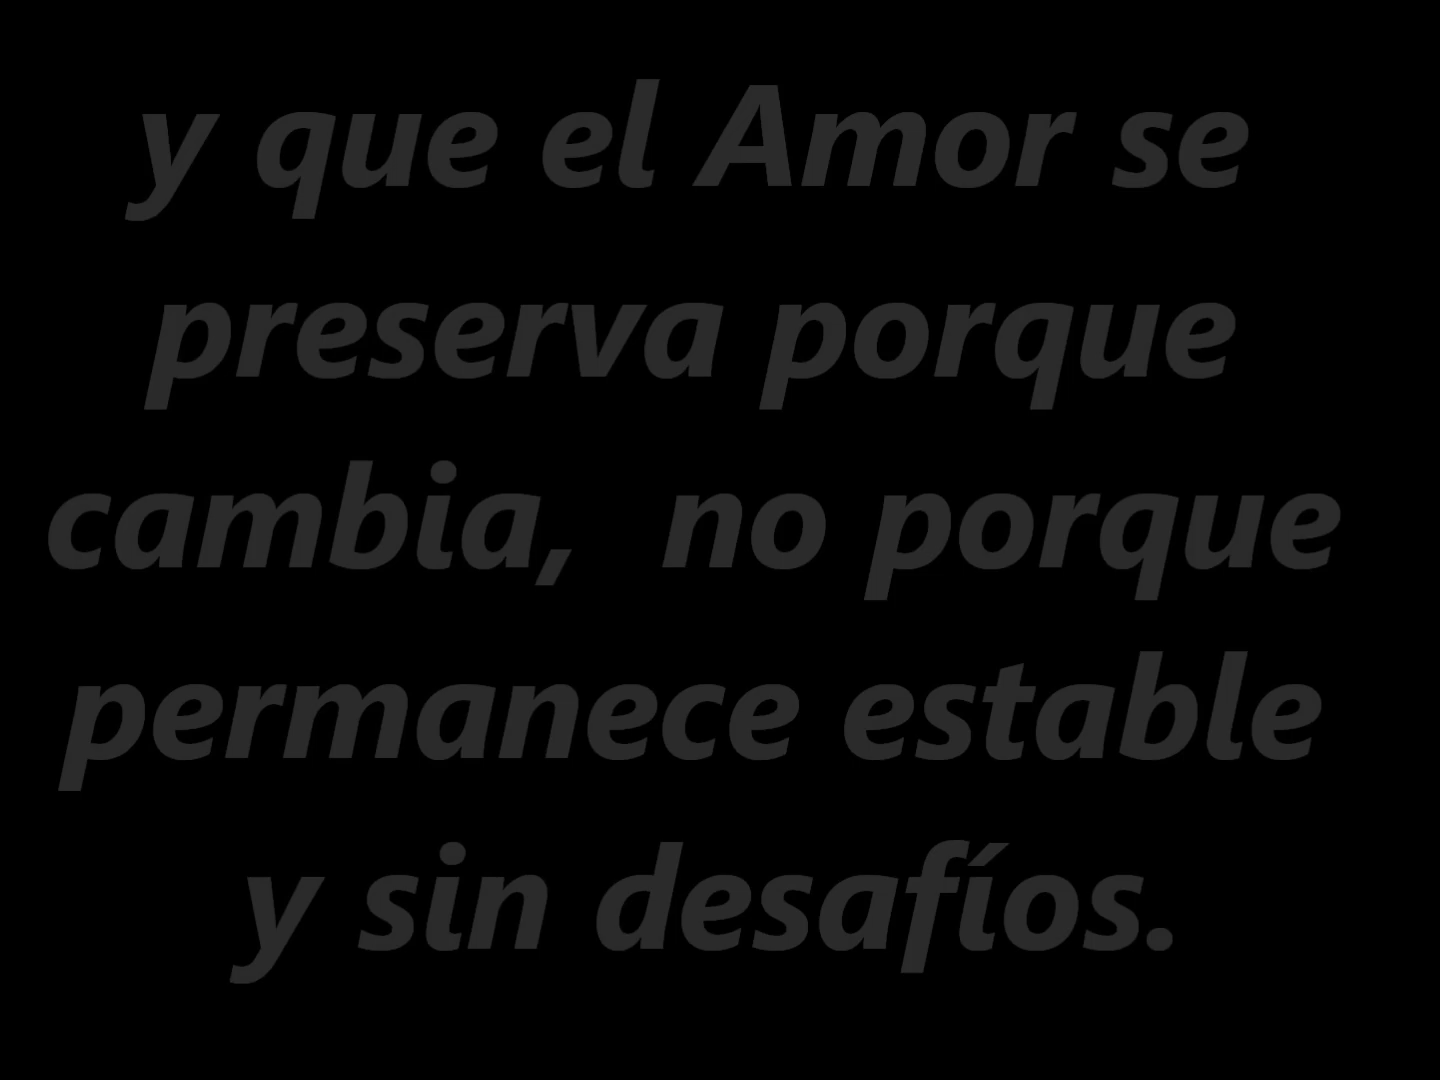 y que el Amor se
preserva porque
cambia,  no porque
permanece estable
y sin desafíos.